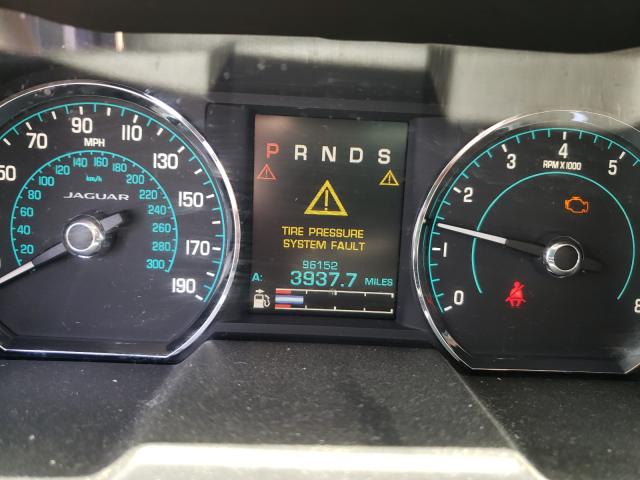 50 70 90 110 130 150 170 190
MPH
20 40 60 80 100 120 140 160 180 200 220 240 260 280 300
km/h
JAGUAR
P R N D S
TIRE PRESSURE
SYSTEM FAULT
96152
A: 3937.7 MILES
0 1 2 3 4 5 8
RPM X 1000